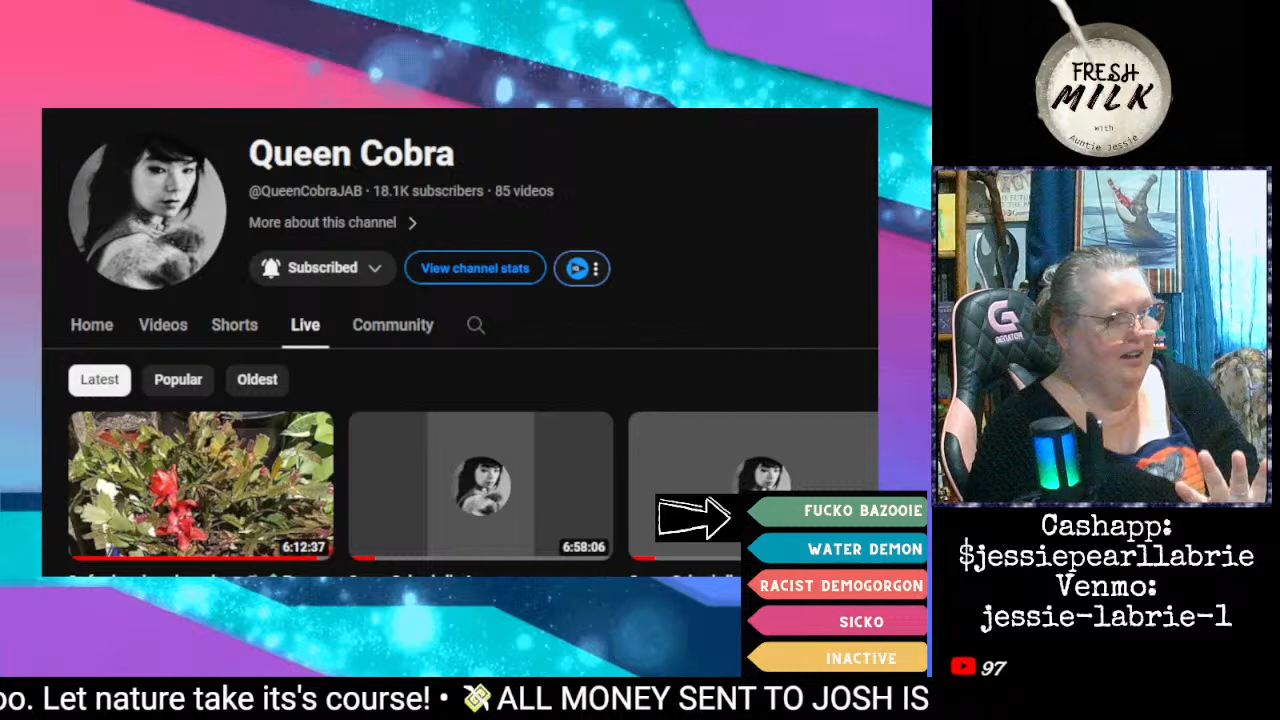 Queen Cobra
@QueenCobraJAB · 18.1K subscribers · 85 videos
More about this channel
Subscribed
View channel stats
Home Videos Shorts Live Community
Latest Popular Oldest
6:12:37
6:58:06
FUCKO BAZOOIE
WATER DEMON
RACIST DEMOGORGON
SICKO
INACTIVE
FRESH
MILK
with
Auntie Jessie
GENATOR
Cashapp:
$jessiepearllabrie
Venmo:
jessie-labrie-1
97
oo. Let nature take its's course! • 💸 ALL MONEY SENT TO JOSH IS